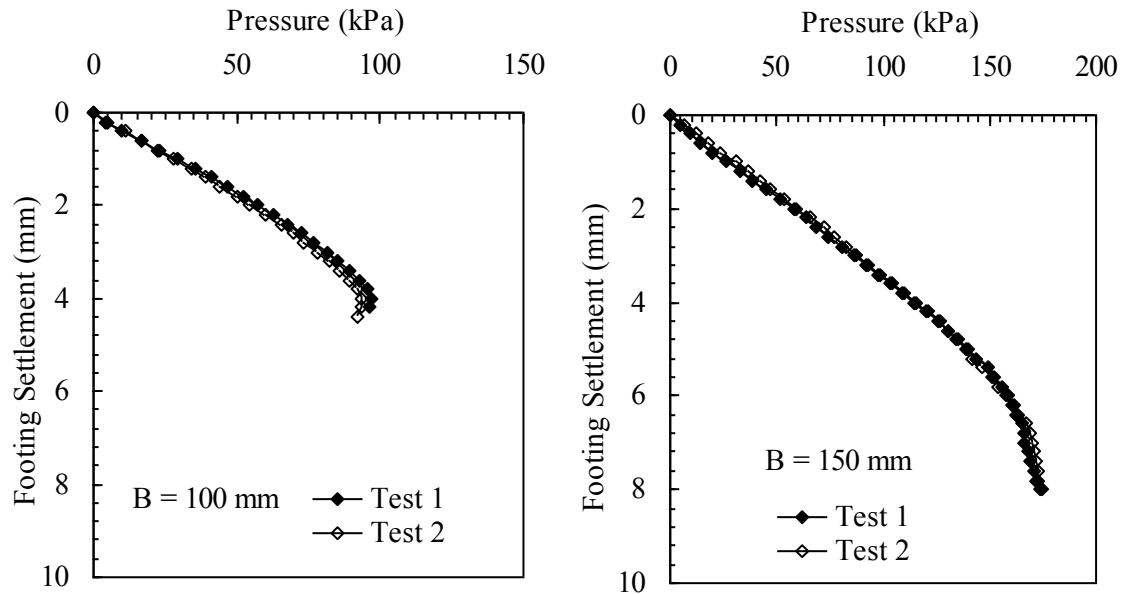 Pressure (kPa)
0 50 100 150
Footing Settlement (mm)
0
2
4
6
8
10
B = 100 mm
Test 1
Test 2
Pressure (kPa)
0 50 100 150 200
Footing Settlement (mm)
0
2
4
6
8
10
B = 150 mm
Test 1
Test 2